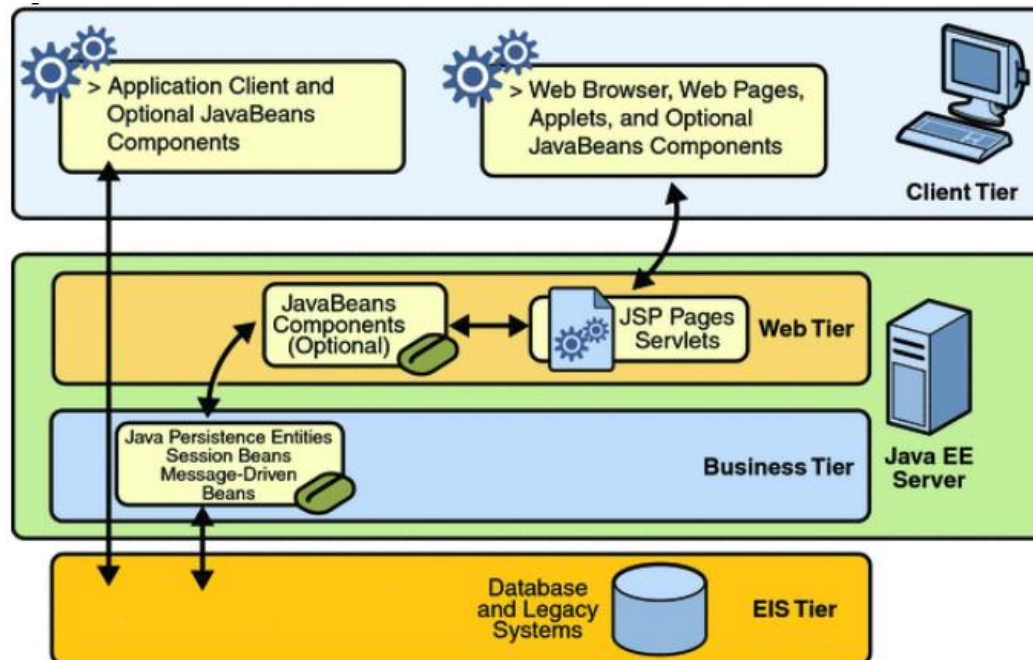 > Application Client and
Optional JavaBeans
Components
> Web Browser, Web Pages,
Applets, and Optional
JavaBeans Components
Client Tier
JavaBeans
Components
(Optional)
JSP Pages
Servlets
Web Tier
Java Persistence Entities
Session Beans
Message-Driven
Beans
Business Tier
Java EE
Server
Database
and Legacy
Systems
EIS Tier